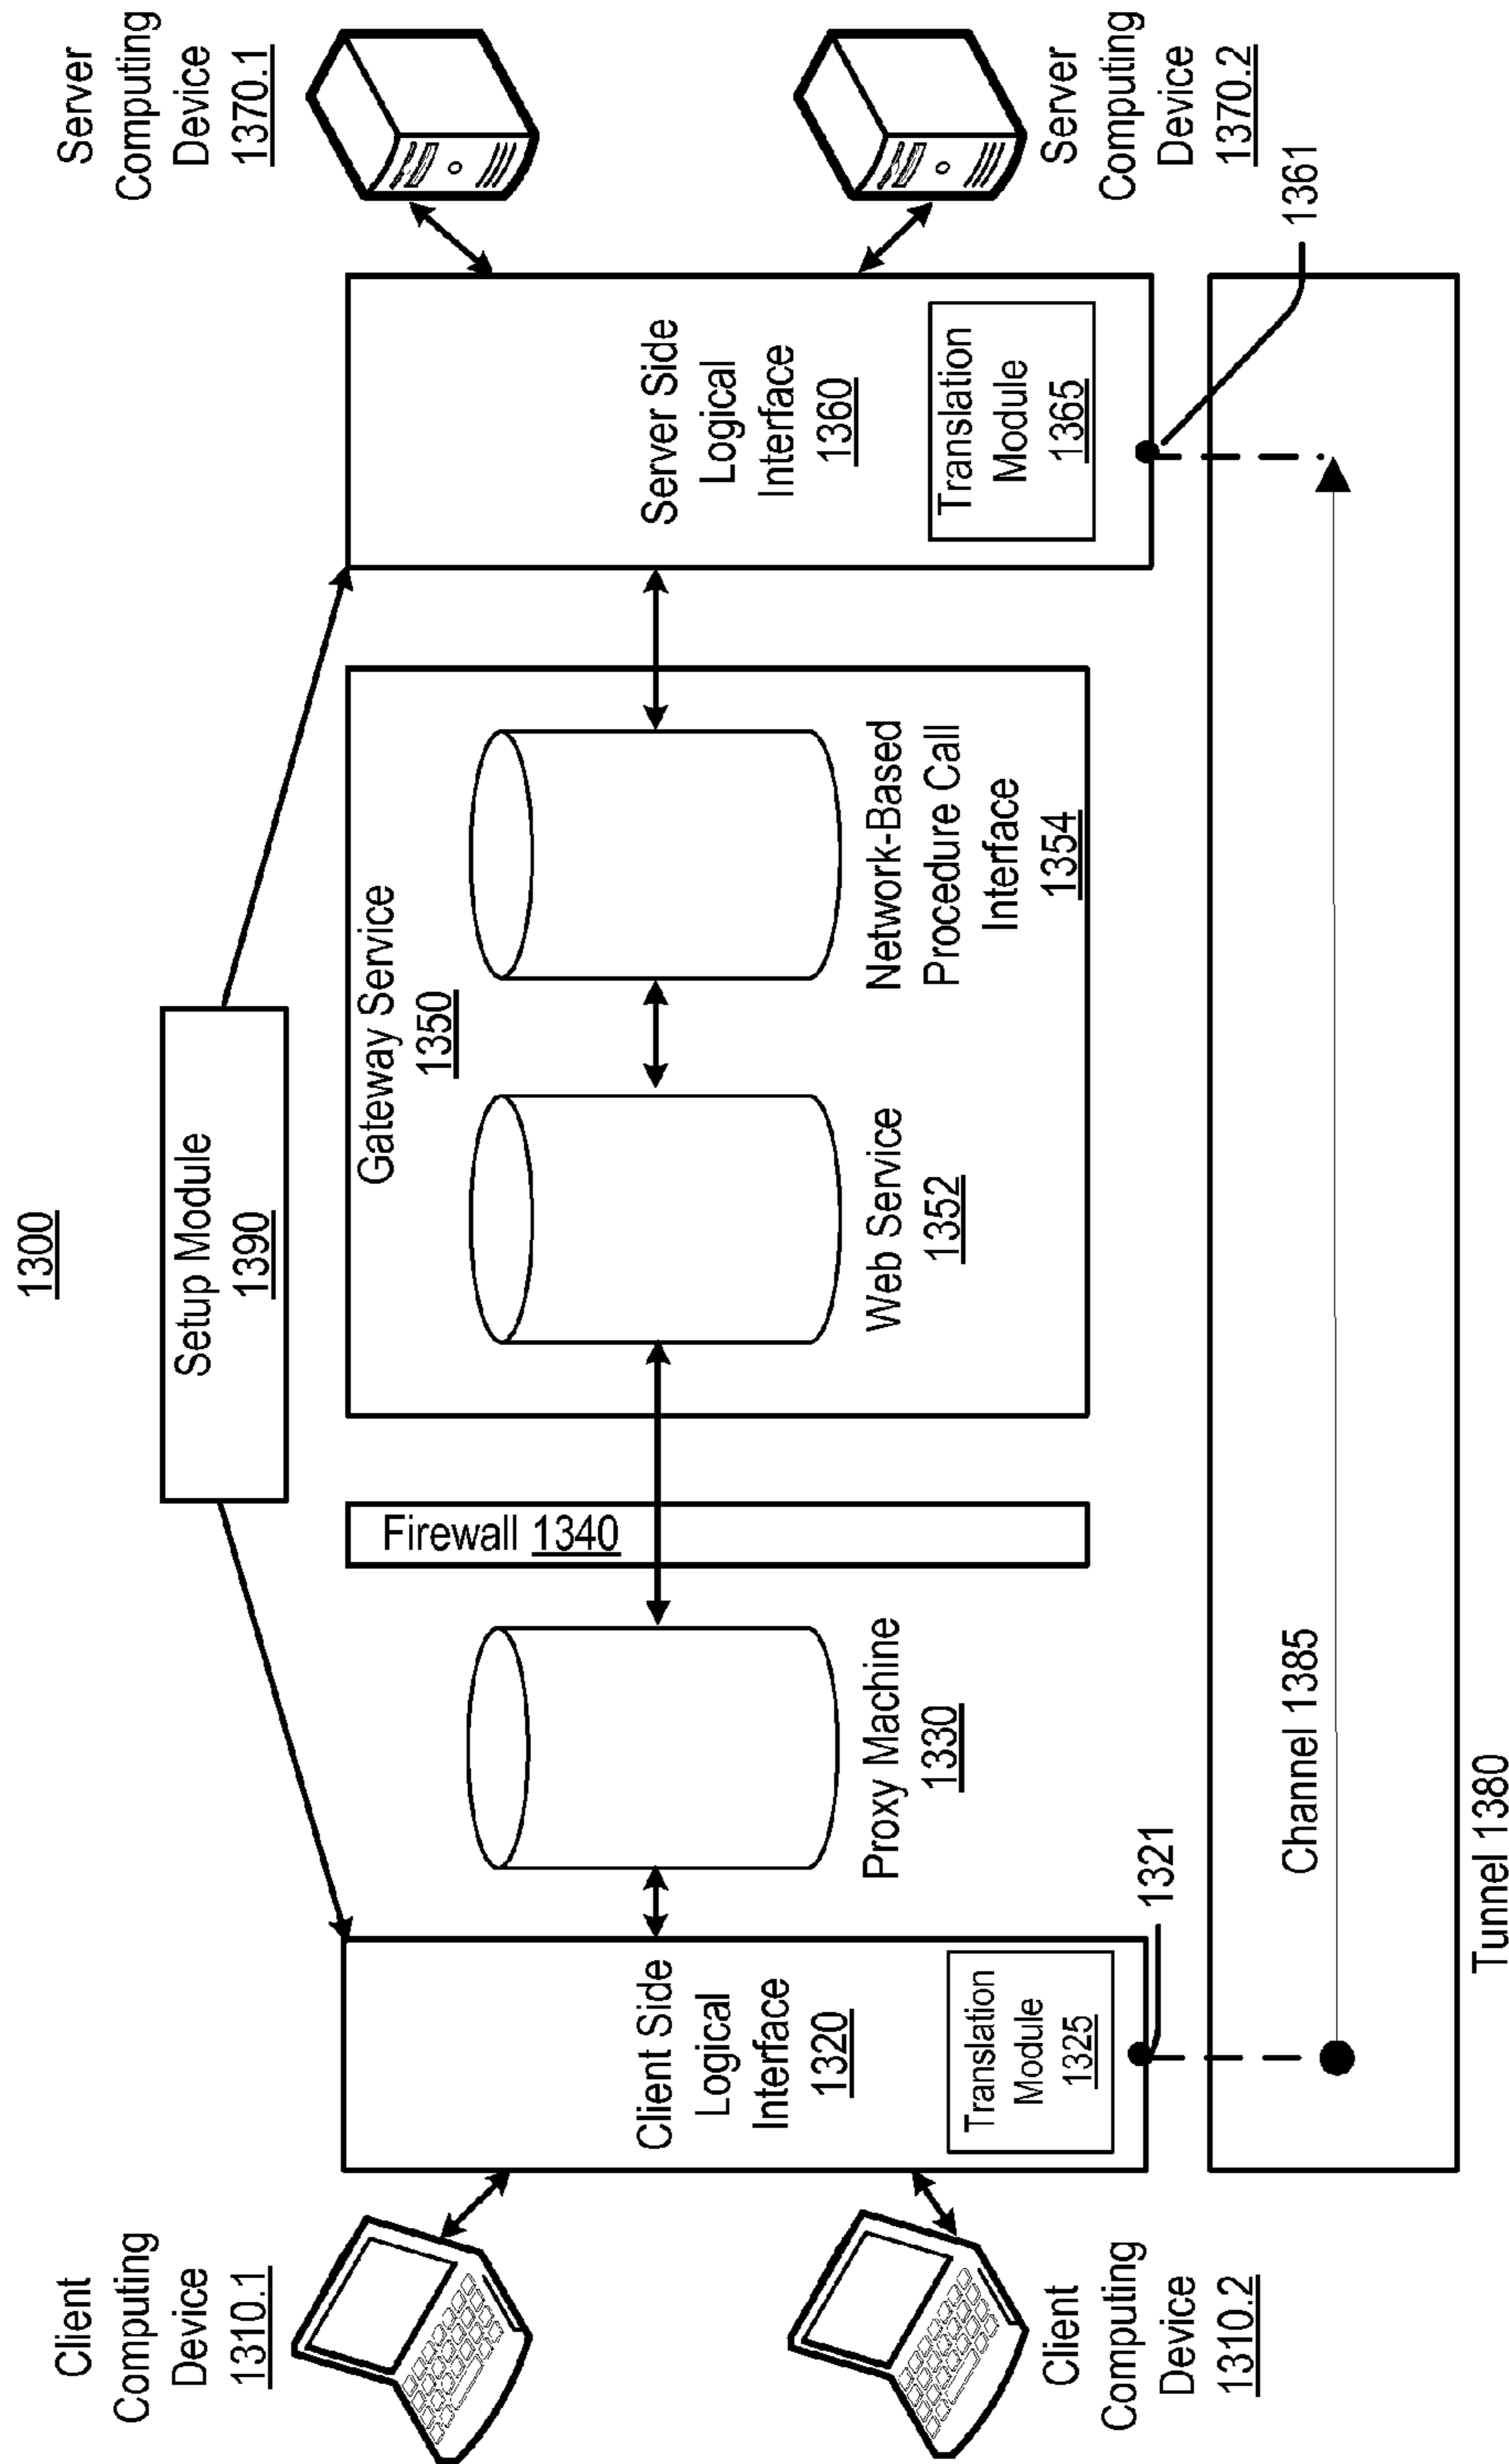 1300
Setup Module
1390
Client
Computing
Device
1310.1
Client
Computing
Device
1310.2
Client Side
Logical
Interface
1320
Translation
Module
1325
1321
Proxy Machine
1330
Firewall 1340
Gateway Service
1350
Web Service
1352
Network-Based
Procedure Call
Interface
1354
Server Side
Logical
Interface
1360
Translation
Module
1365
1361
Server
Computing
Device
1370.1
Server
Computing
Device
1370.2
Channel 1385
Tunnel 1380